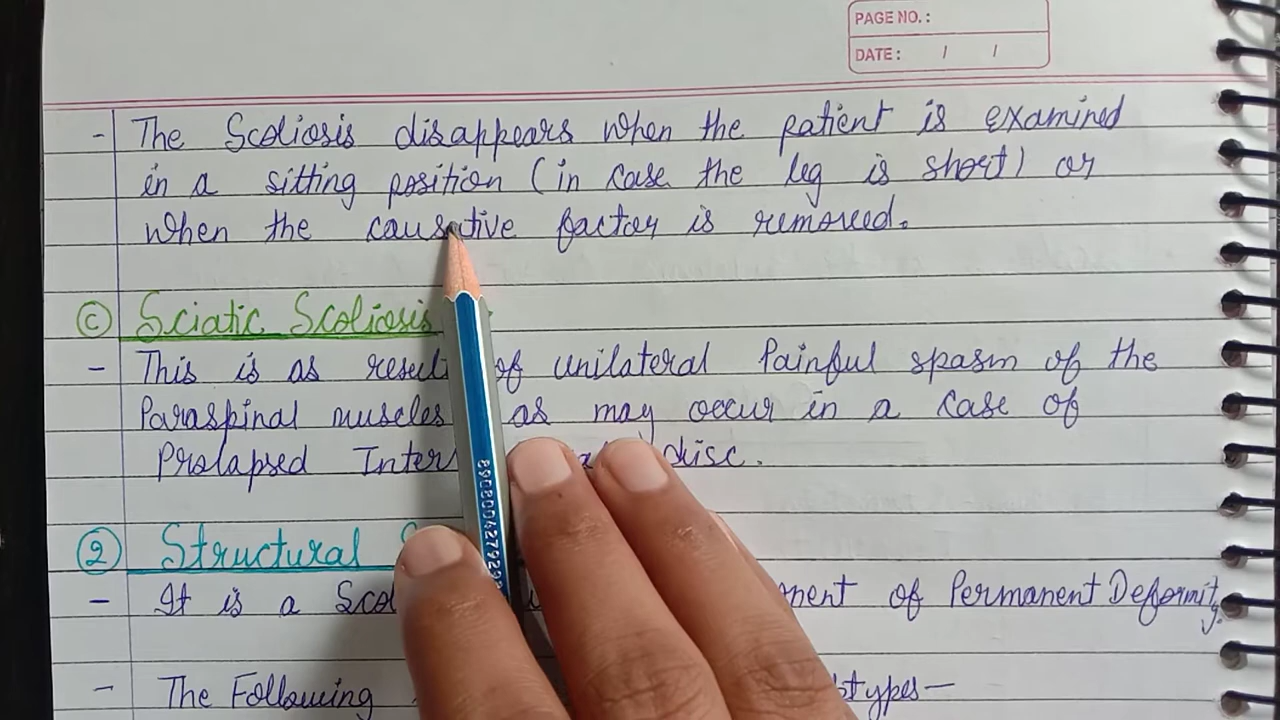 PAGE NO. :
DATE : / /
- The Scoliosis disappears when the patient is examined
in a sitting position (in case the leg is short) or
when the causative factor is removed.
© Sciatic Scoliosis
- This is as result of unilateral Painful spasm of the
Paraspinal muscles as may occur in a case of
Prolapsed Inter disc.
② Structural
- It is a of Permanent Deformity.
- The Following